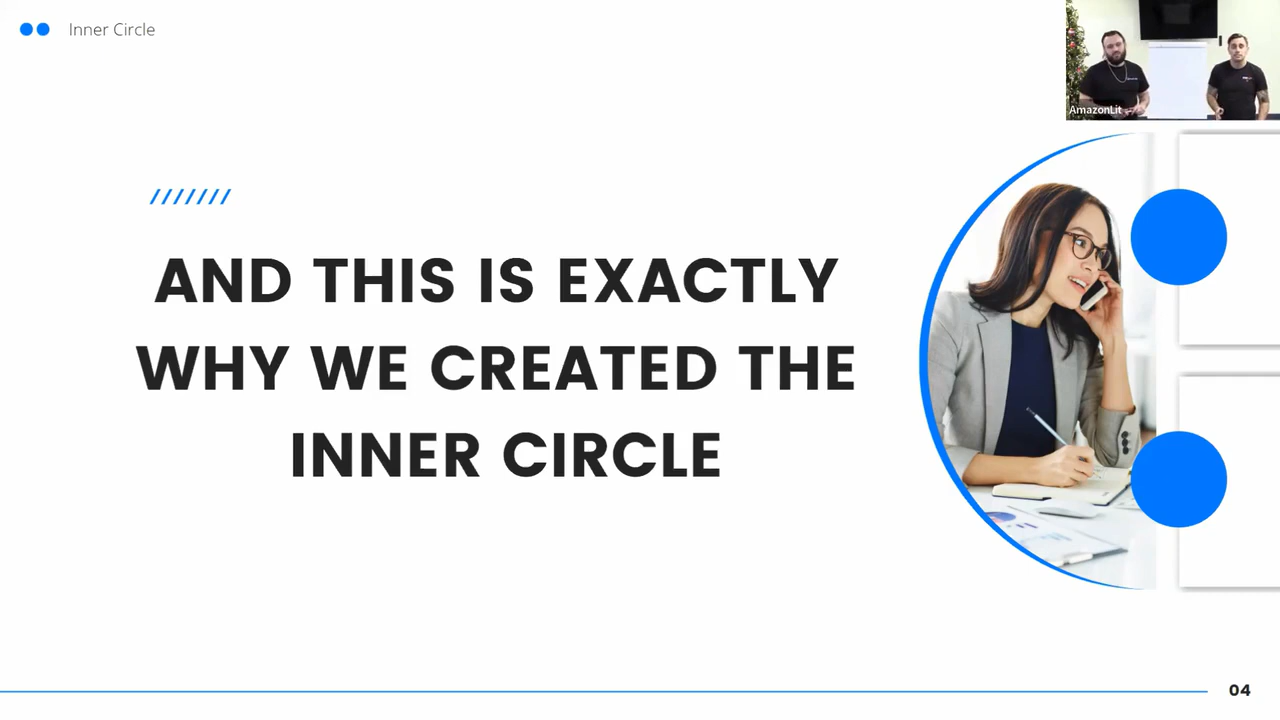 Inner Circle
AmazonLit
AND THIS IS EXACTLY
WHY WE CREATED THE
INNER CIRCLE
04